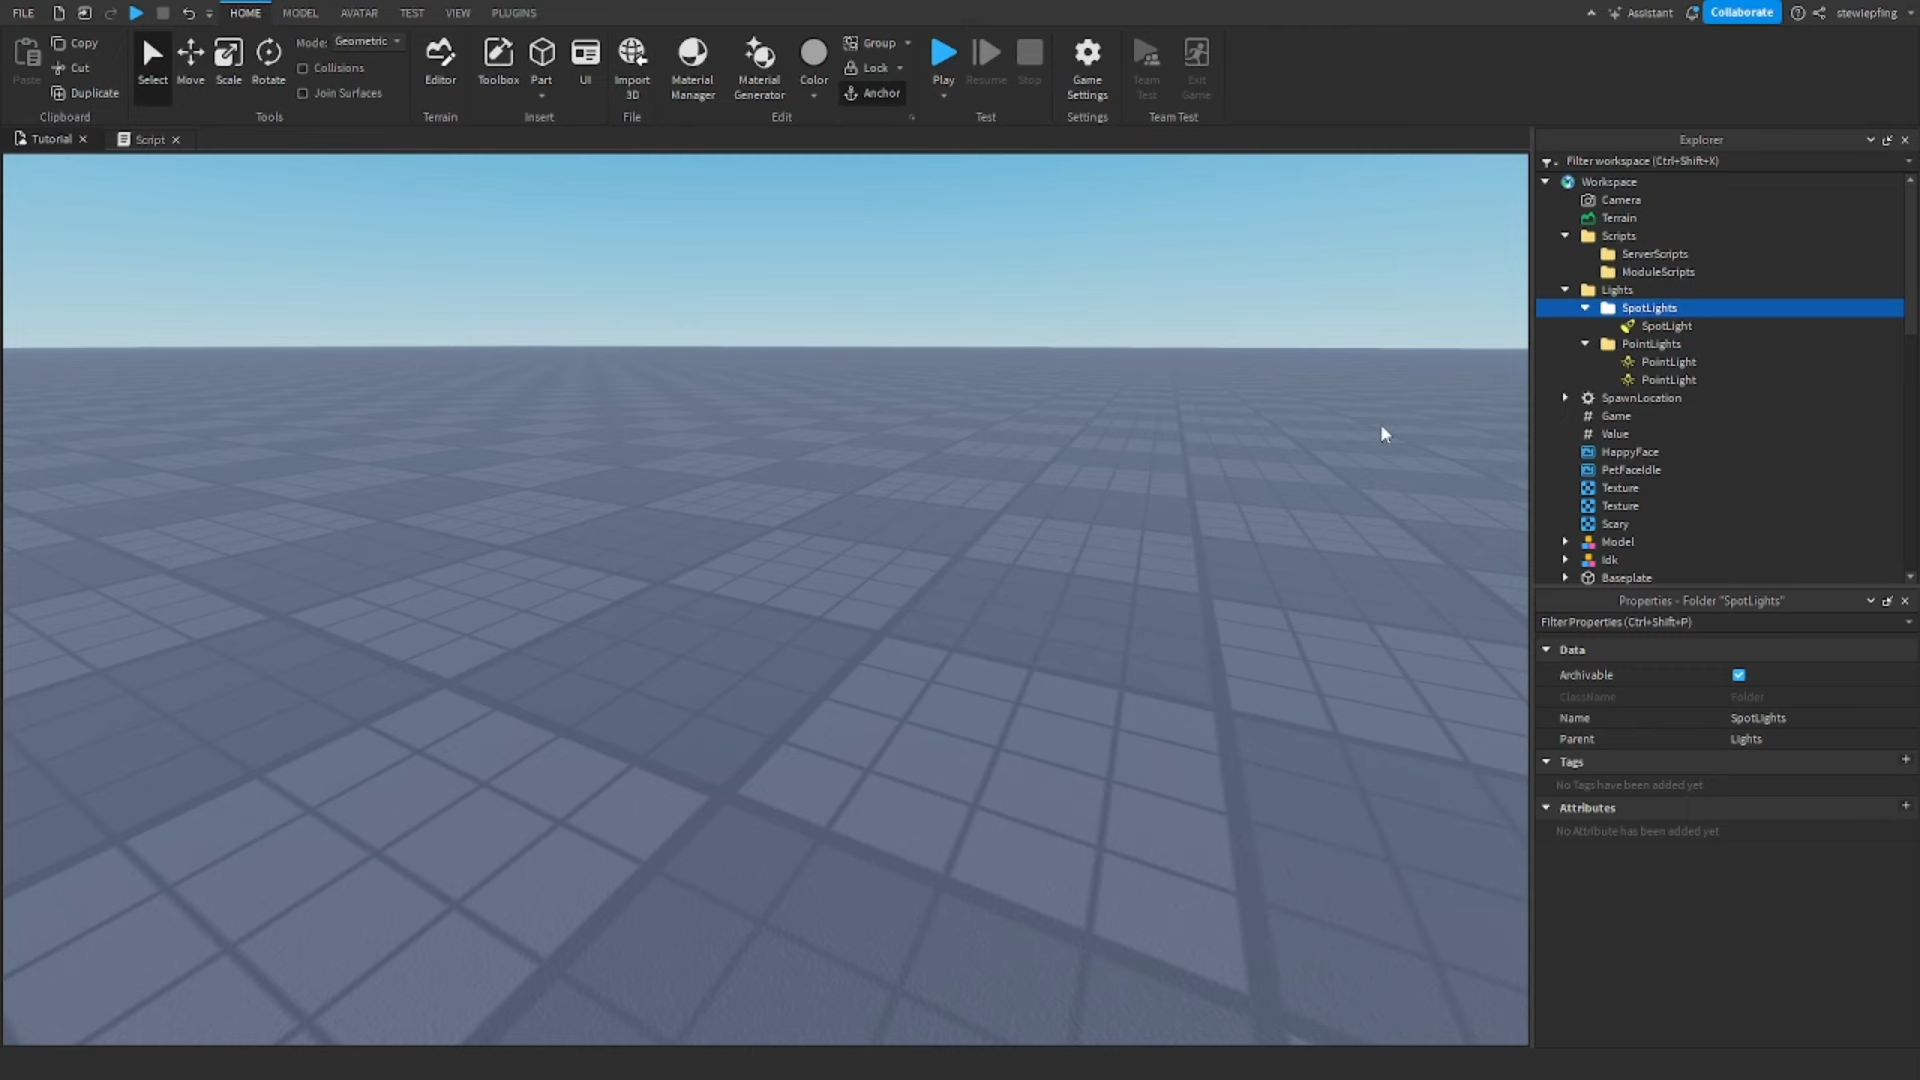 FILE HOME MODEL AVATAR TEST VIEW PLUGINS Assistant Collaborate stewiepfing
Paste Copy Cut Duplicate Clipboard
Select Move Scale Rotate Mode: Geometric Collisions Join Surfaces Tools
Editor Terrain
Toolbox Part UI Insert
Import 3D File
Material Manager Material Generator Color Group Lock Anchor Edit
Play Resume Stop Test
Game Settings Settings
Team Test Exit Game Team Test
Tutorial Script
Explorer
Filter workspace (Ctrl+Shift+X)
Workspace
Camera
Terrain
Scripts
ServerScripts
ModuleScripts
Lights
SpotLights
SpotLight
PointLights
PointLight
PointLight
SpawnLocation
# Game
# Value
HappyFace
PetFaceIdle
Texture
Texture
Scary
Model
Idk
Baseplate
Properties - Folder "SpotLights"
Filter Properties (Ctrl+Shift+P)
Data
Archivable
ClassName Folder
Name SpotLights
Parent Lights
Tags
No Tags have been added yet
Attributes
No Attribute has been added yet